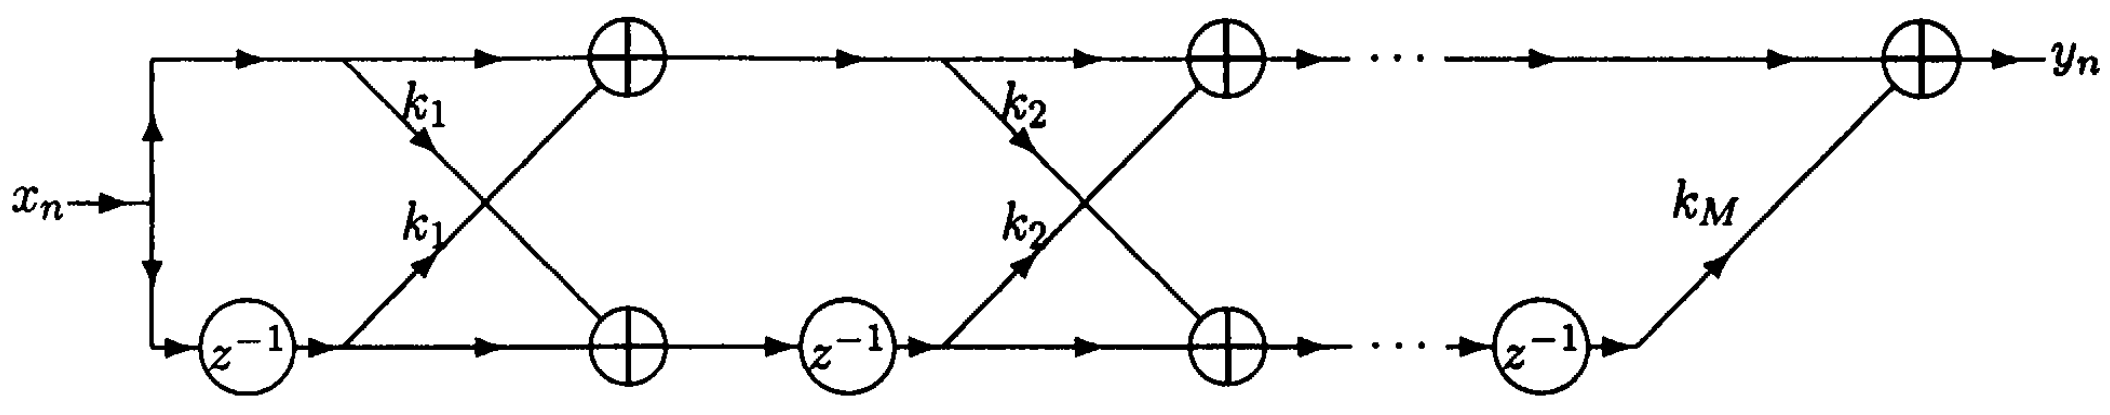 ··· y_n
k_1 k_2
x_n k_1 k_2 k_M
z^{-1} z^{-1} ··· z^{-1}